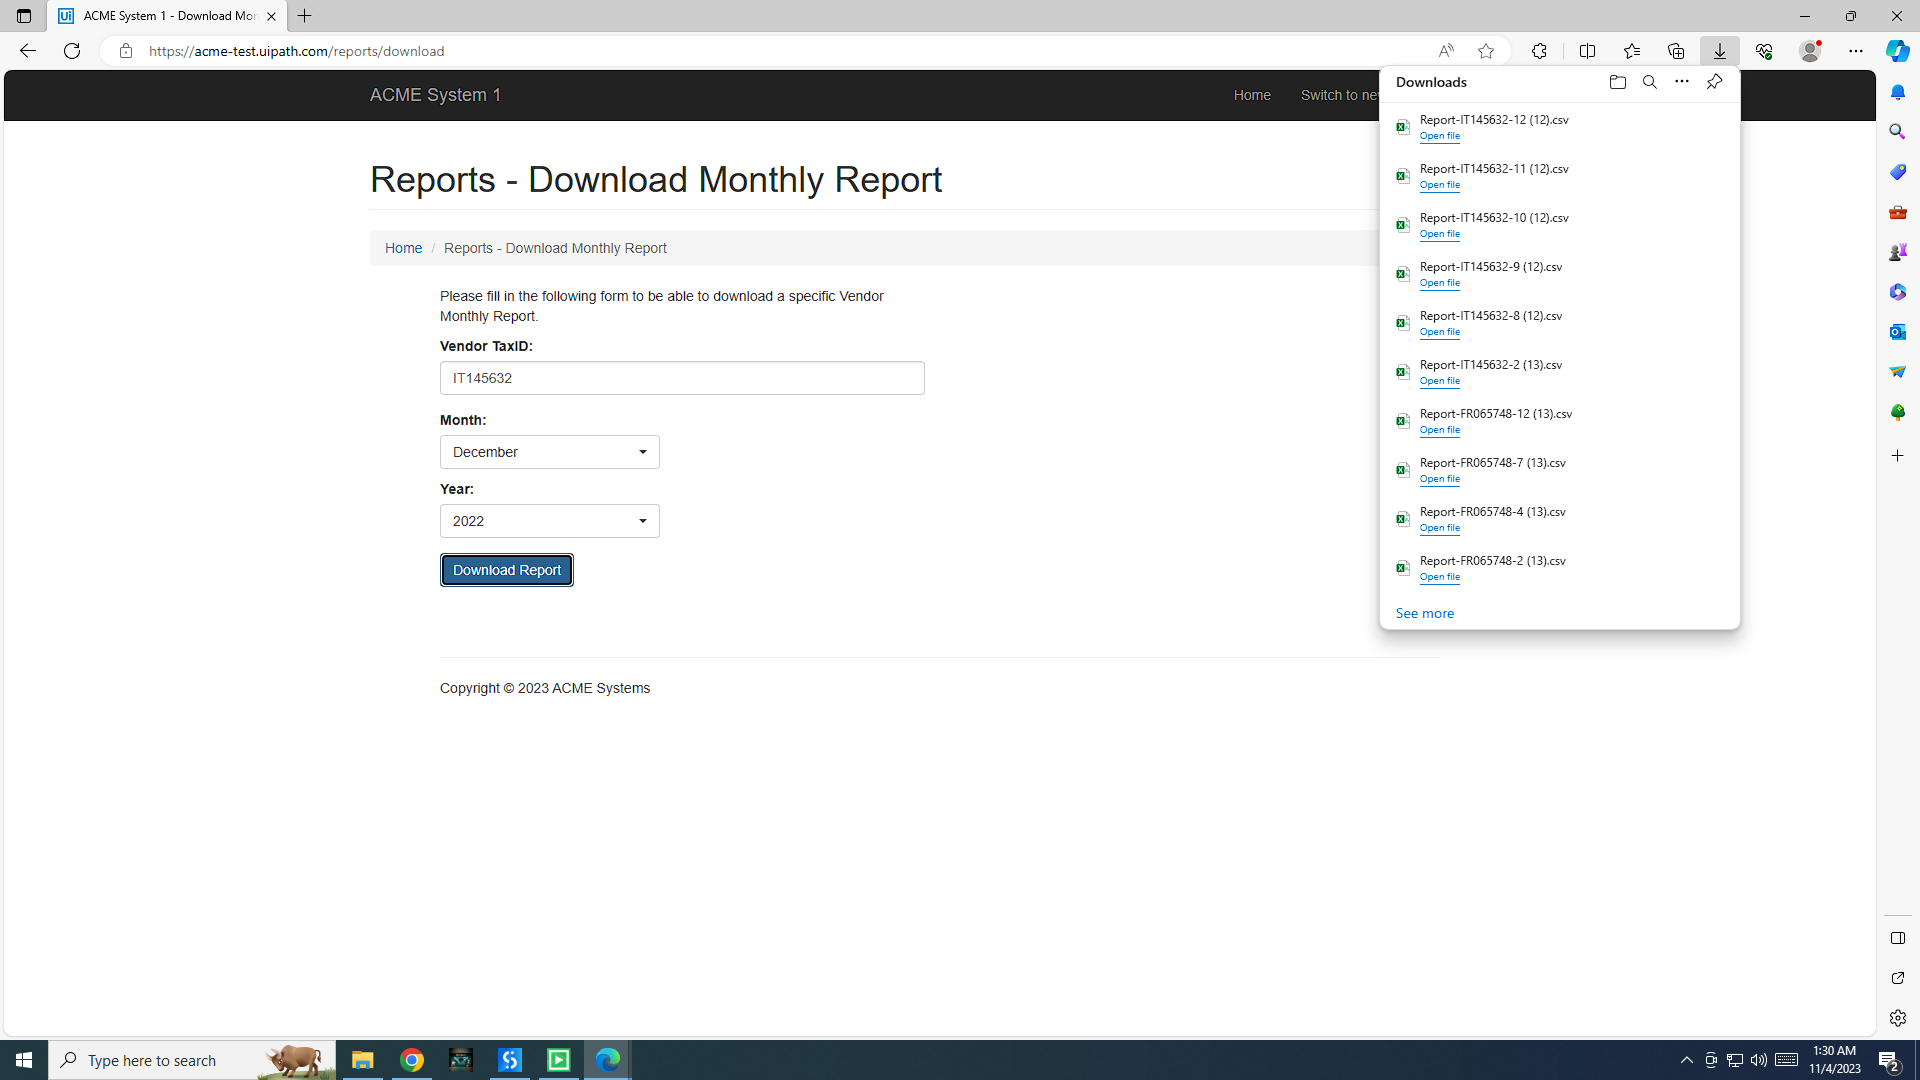 ACME System 1 - Download Mon
https://acme-test.uipath.com/reports/download
ACME System 1
Home
Switch to new
Reports - Download Monthly Report
Home / Reports - Download Monthly Report
Please fill in the following form to be able to download a specific Vendor
Monthly Report.
Vendor TaxID:
IT145632
Month:
December
Year:
2022
Download Report
Copyright © 2023 ACME Systems
Downloads
Report-IT145632-12 (12).csv
Open file
Report-IT145632-11 (12).csv
Open file
Report-IT145632-10 (12).csv
Open file
Report-IT145632-9 (12).csv
Open file
Report-IT145632-8 (12).csv
Open file
Report-IT145632-2 (13).csv
Open file
Report-FR065748-12 (13).csv
Open file
Report-FR065748-7 (13).csv
Open file
Report-FR065748-4 (13).csv
Open file
Report-FR065748-2 (13).csv
Open file
See more
Type here to search
1:30 AM
11/4/2023
2